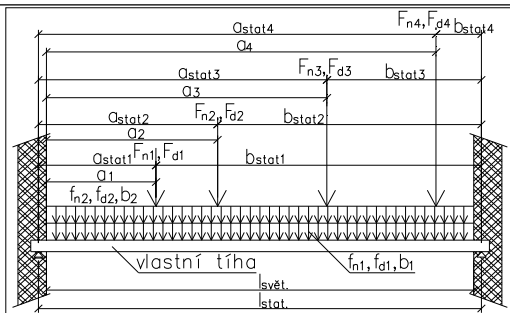 astat4 Fn4,Fd4 bstat4
a4
astat3 Fn3,Fd3 bstat3
a3
astat2 Fn2,Fd2 bstat2
a2
astat1 Fn1,Fd1 bstat1
a1
fn2,fd2,b2
vlastní tíha fn1,fd1,b1
lsvět.
lstat.